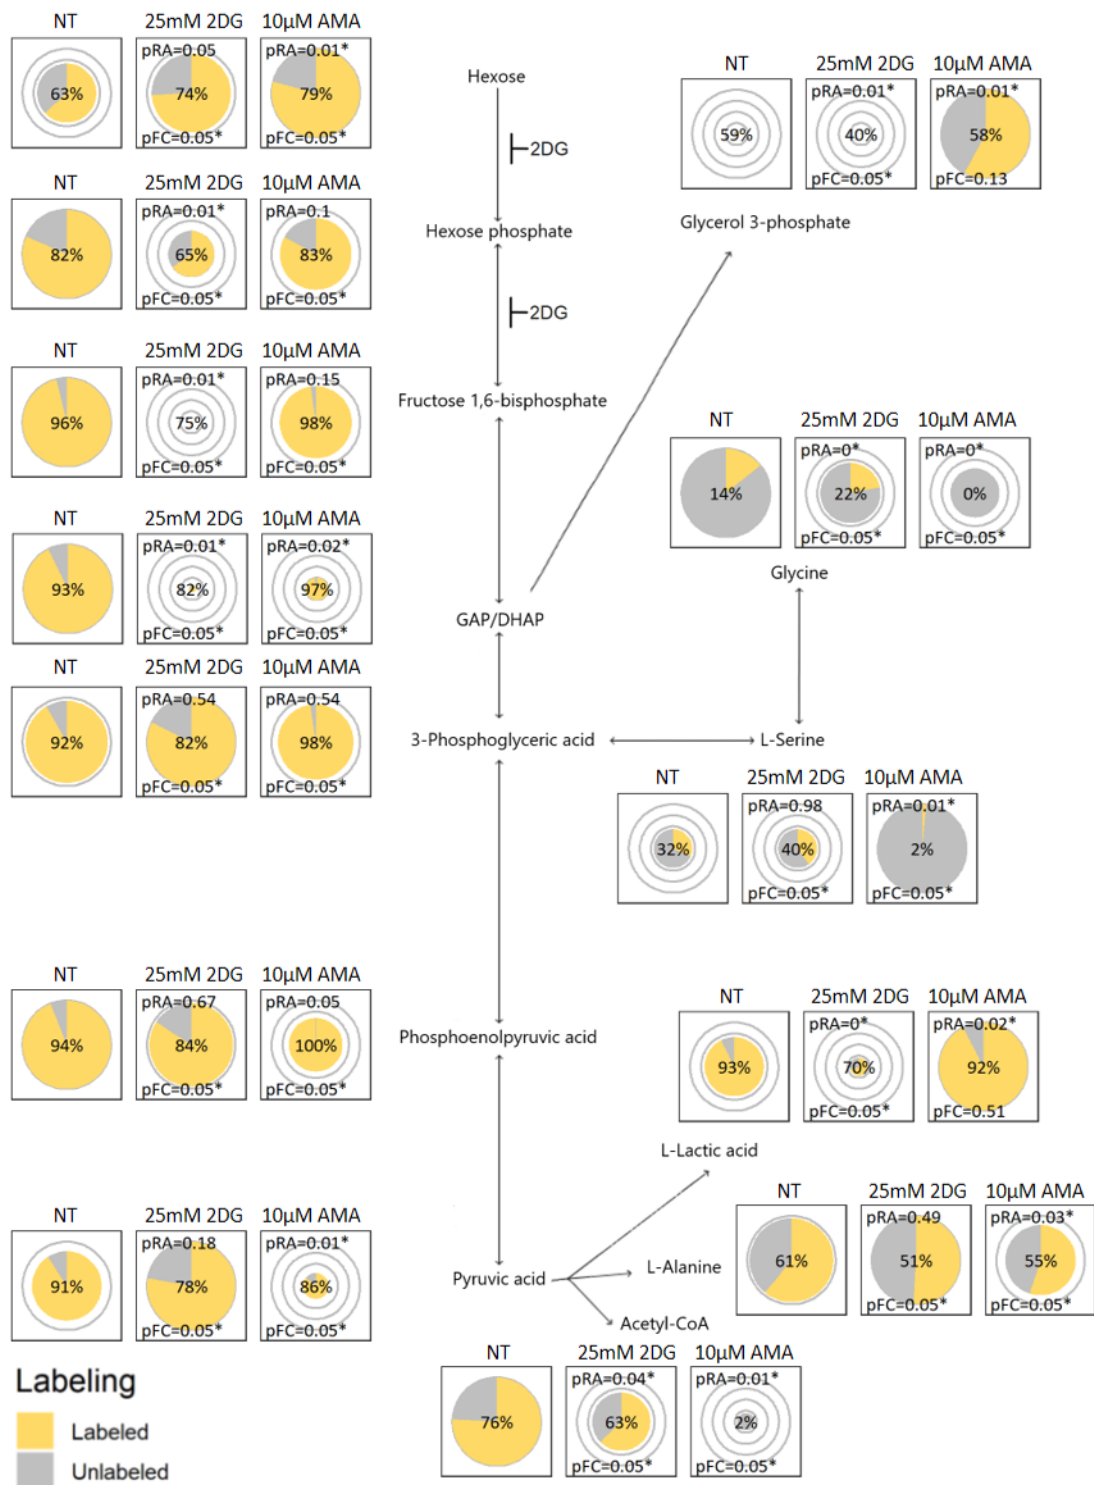 NT 25mM 2DG 10µM AMA
pRA=0.05 pRA=0.01*
63% 74% 79%
pFC=0.05* pFC=0.05*
Hexose
2DG
NT 25mM 2DG 10µM AMA
pRA=0.01* pRA=0.01*
59% 40% 58%
pFC=0.05* pFC=0.13
Glycerol 3-phosphate
NT 25mM 2DG 10µM AMA
pRA=0.01* pRA=0.1
82% 65% 83%
pFC=0.05* pFC=0.05*
Hexose phosphate
2DG
NT 25mM 2DG 10µM AMA
pRA=0.01* pRA=0.15
96% 75% 98%
pFC=0.05* pFC=0.05*
Fructose 1,6-bisphosphate
NT 25mM 2DG 10µM AMA
pRA=0* pRA=0*
14% 22% 0%
pFC=0.05* pFC=0.05*
Glycine
NT 25mM 2DG 10µM AMA
pRA=0.01* pRA=0.02*
93% 82% 97%
pFC=0.05* pFC=0.05*
GAP/DHAP
NT 25mM 2DG 10µM AMA
pRA=0.54 pRA=0.54
92% 82% 98%
pFC=0.05* pFC=0.05*
3-Phosphoglyceric acid
L-Serine
NT 25mM 2DG 10µM AMA
pRA=0.98 pRA=0.01*
32% 40% 2%
pFC=0.05* pFC=0.05*
NT 25mM 2DG 10µM AMA
pRA=0.67 pRA=0.05
94% 84% 100%
pFC=0.05* pFC=0.05*
Phosphoenolpyruvic acid
NT 25mM 2DG 10µM AMA
pRA=0* pRA=0.02*
93% 70% 92%
pFC=0.05* pFC=0.51
L-Lactic acid
NT 25mM 2DG 10µM AMA
pRA=0.18 pRA=0.01*
91% 78% 86%
pFC=0.05* pFC=0.05*
Pyruvic acid
L-Alanine
NT 25mM 2DG 10µM AMA
pRA=0.49 pRA=0.03*
61% 51% 55%
pFC=0.05* pFC=0.05*
Acetyl-CoA
NT 25mM 2DG 10µM AMA
pRA=0.04* pRA=0.01*
76% 63% 2%
pFC=0.05* pFC=0.05*
Labeling
Labeled
Unlabeled